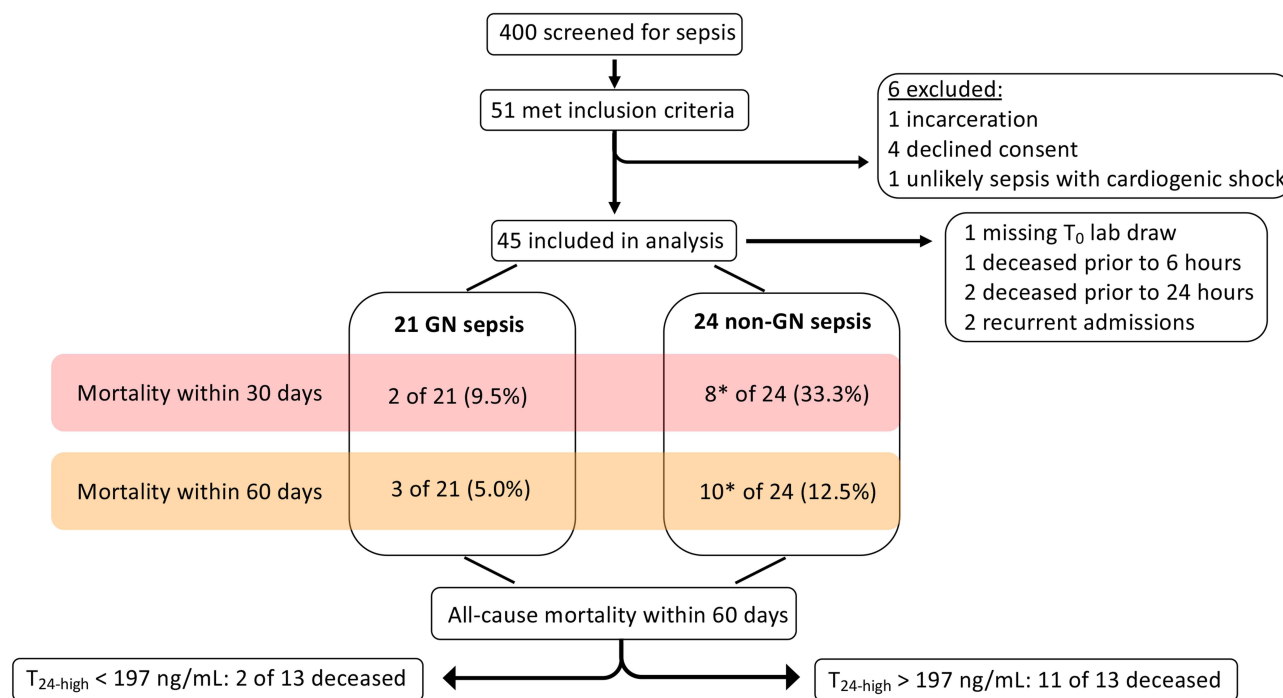 400 screened for sepsis
51 met inclusion criteria
6 excluded:
1 incarceration
4 declined consent
1 unlikely sepsis with cardiogenic shock
45 included in analysis
1 missing T0 lab draw
1 deceased prior to 6 hours
2 deceased prior to 24 hours
2 recurrent admissions
21 GN sepsis
24 non-GN sepsis
Mortality within 30 days
2 of 21 (9.5%)
8* of 24 (33.3%)
Mortality within 60 days
3 of 21 (5.0%)
10* of 24 (12.5%)
All-cause mortality within 60 days
T24-high < 197 ng/mL: 2 of 13 deceased
T24-high > 197 ng/mL: 11 of 13 deceased